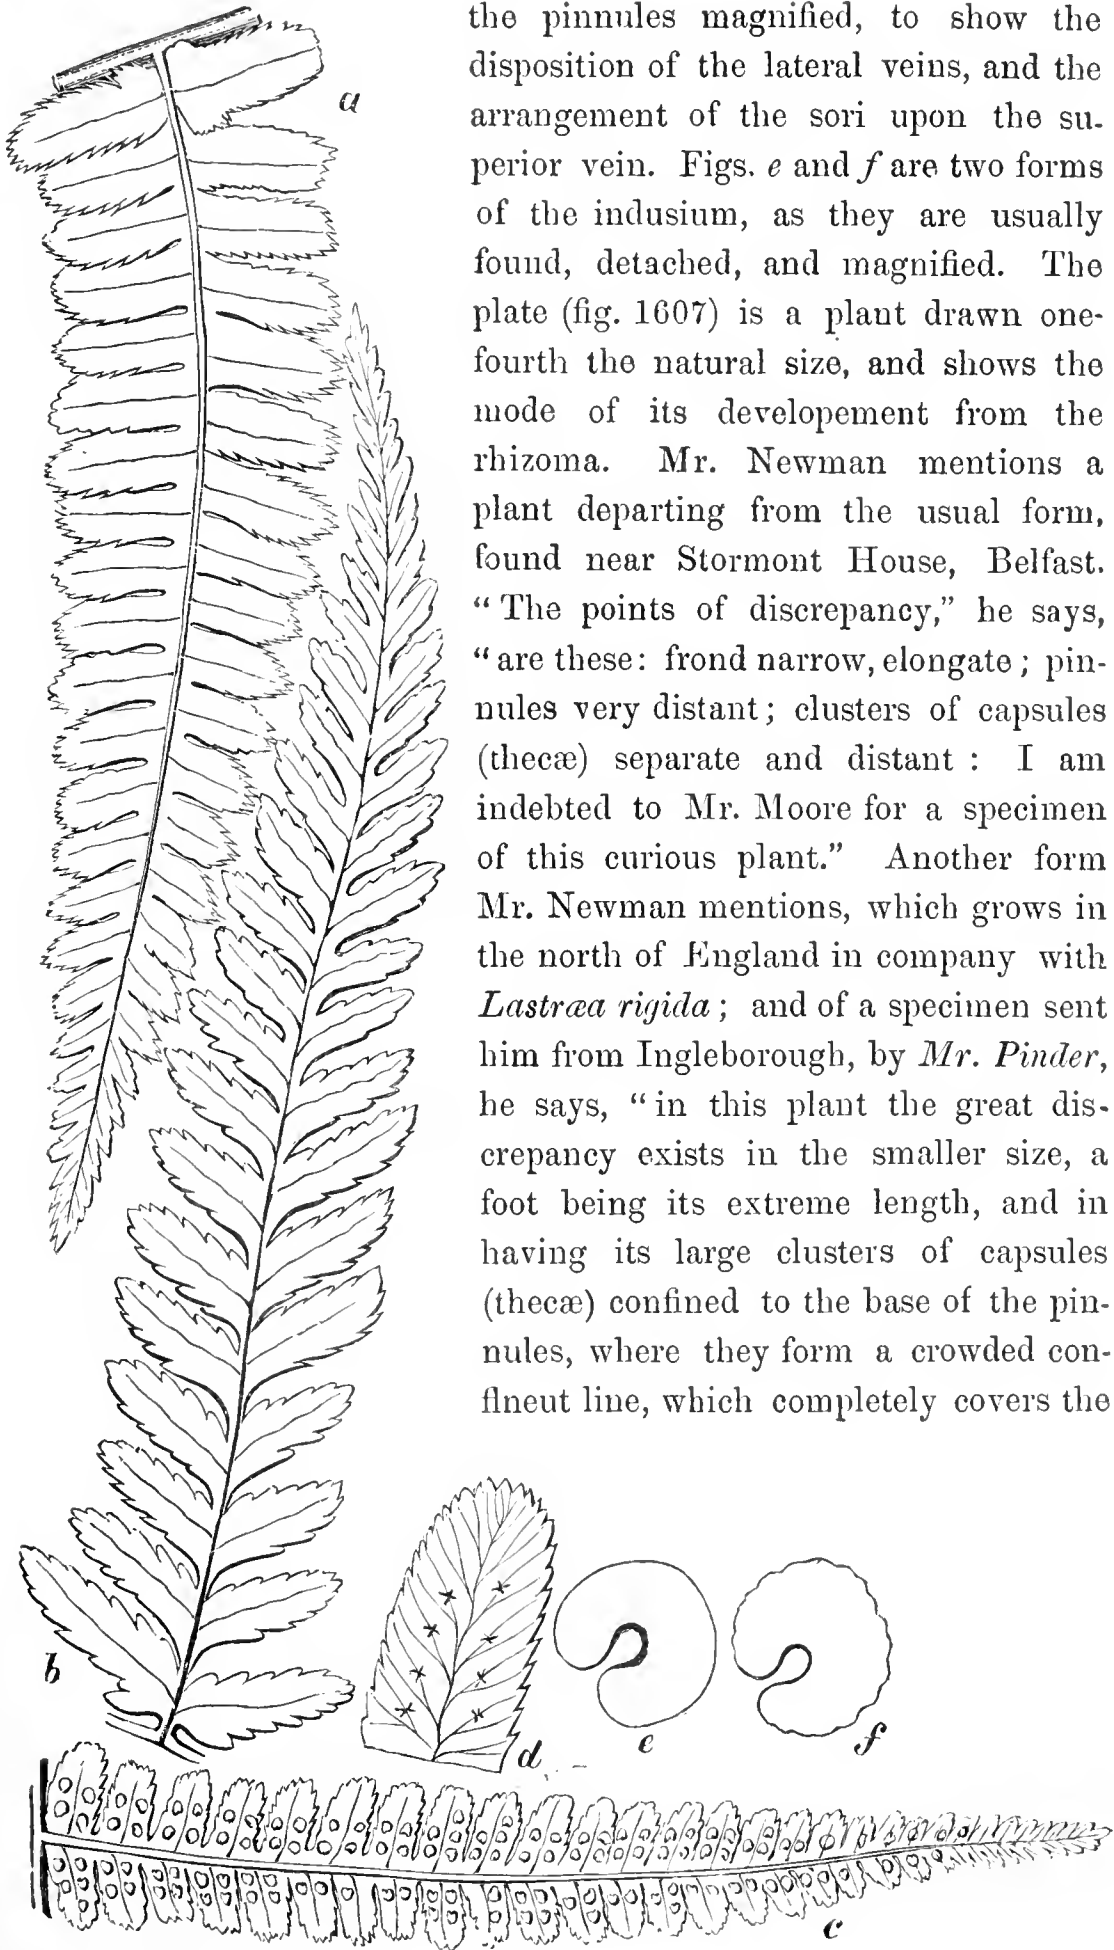 the pinnules magnified, to show the
disposition of the lateral veins, and the
arrangement of the sori upon the su-
perior vein. Figs. e and f are two forms
of the indusium, as they are usually
found, detached, and magnified. The
plate (fig. 1607) is a plant drawn one-
fourth the natural size, and shows the
mode of its developement from the
rhizoma. Mr. Newman mentions a
plant departing from the usual form,
found near Stormont House, Belfast.
“The points of discrepancy,” he says,
“are these: frond narrow, elongate; pin-
nules very distant; clusters of capsules
(thecæ) separate and distant : I am
indebted to Mr. Moore for a specimen
of this curious plant.” Another form
Mr. Newman mentions, which grows in
the north of England in company with
Lastræa rigida; and of a specimen sent
him from Ingleborough, by Mr. Pinder,
he says, “in this plant the great dis-
crepancy exists in the smaller size, a
foot being its extreme length, and in
having its large clusters of capsules
(thecæ) confined to the base of the pin-
nules, where they form a crowded con-
flneut line, which completely covers the
a
b
d
e
f
c